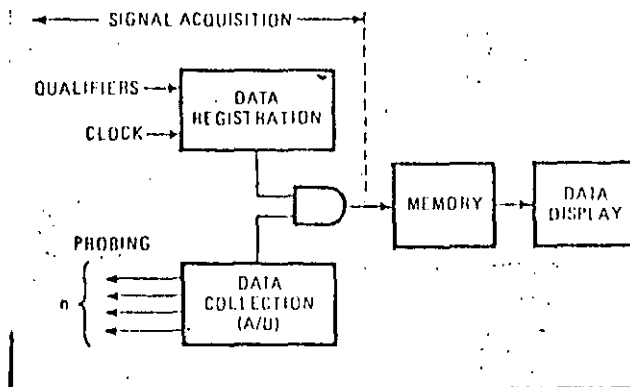 SIGNAL ACQUISITION
QUALIFIERS
CLOCK
DATA
REGISTRATION
MEMORY
DATA
DISPLAY
PROBING
n
DATA
COLLECTION
(A/D)